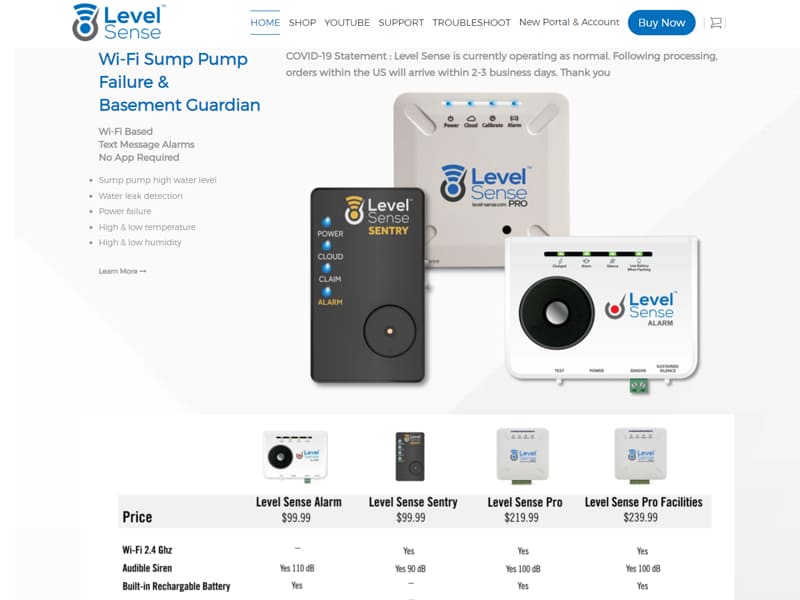 Level Sense™
HOME SHOP YOUTUBE SUPPORT TROUBLESHOOT New Portal & Account Buy Now
Wi-Fi Sump Pump
Failure &
Basement Guardian
Wi-Fi Based
Text Message Alarms
No App Required
Sump pump high water level
Water leak detection
Power failure
High & low temperature
High & low humidity
Learn More →
COVID-19 Statement : Level Sense is currently operating as normal. Following processing,
orders within the US will arrive within 2-3 business days. Thank you
Power Cloud Calibrate Alarm
Level™
Sense
level-sense.com PRO
Level™
Sense
SENTRY
POWER
CLOUD
CLAIM
ALARM
Charged Alarm Silence Low Battery
When Flashing
Level™
Sense
ALARM
TEST POWER SENSOR SUSTAINED
SILENCE
Level Sense Alarm Level Sense Sentry Level Sense Pro Level Sense Pro Facilities
Price $99.99 $99.99 $219.99 $239.99
Wi-Fi 2.4 Ghz — Yes Yes Yes
Audible Siren Yes 110 dB Yes 90 dB Yes 100 dB Yes 100 dB
Built-in Rechargable Battery Yes — Yes Yes